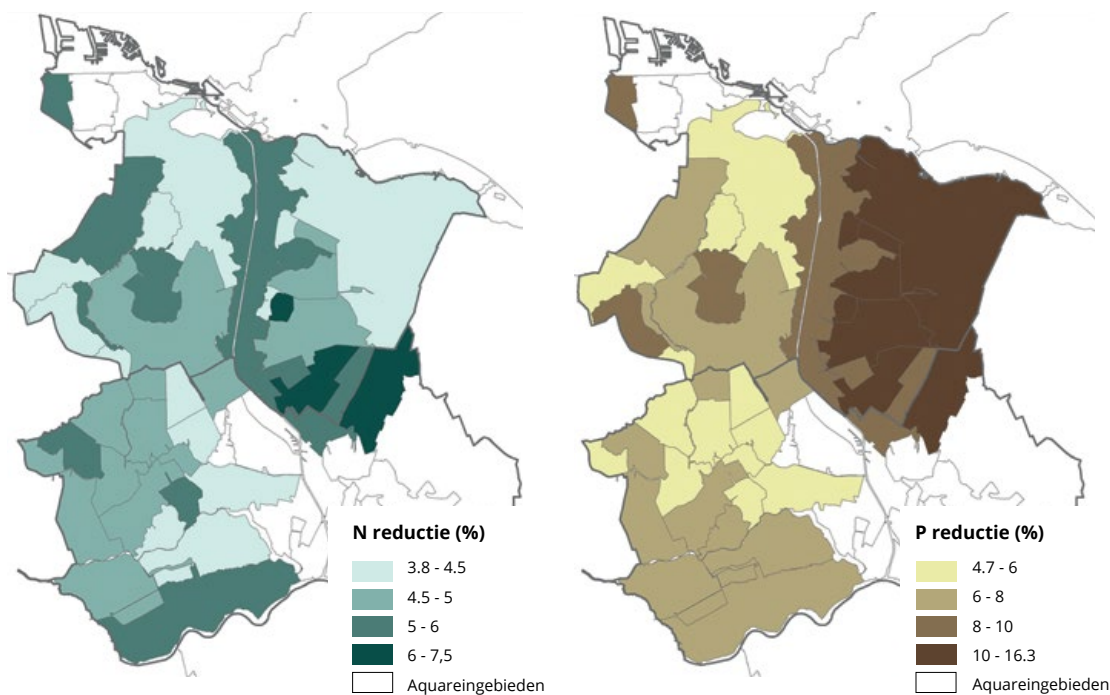 N reductie (%)
3.8 - 4.5
4.5 - 5
5 - 6
6 - 7,5
Aquareingebieden
P reductie (%)
4.7 - 6
6 - 8
8 - 10
10 - 16.3
Aquareingebieden